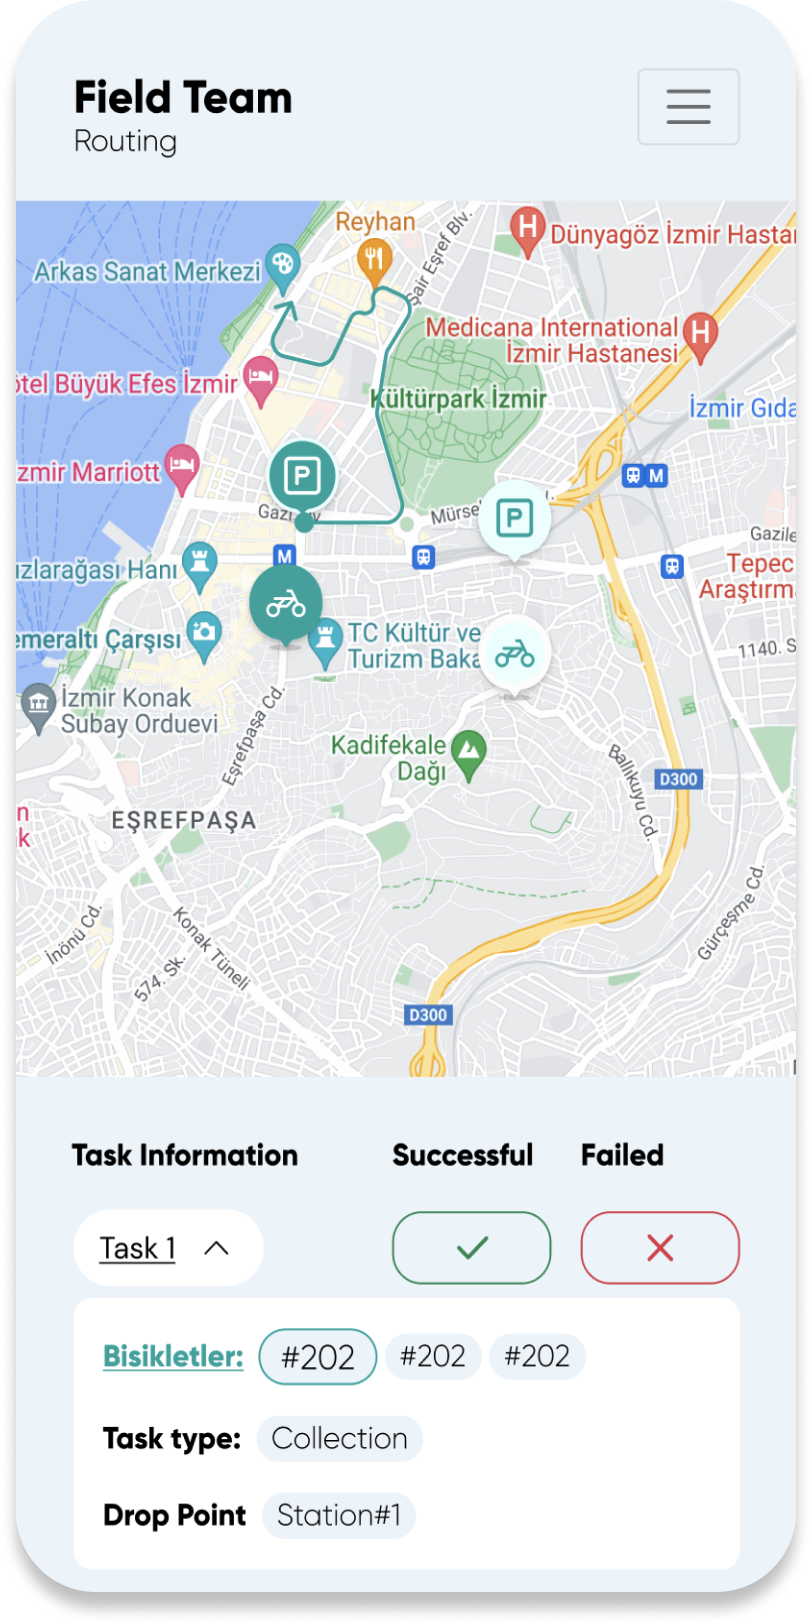 Field Team
Routing
Reyhan
Şair Eşref Blv.
Dünyagöz İzmir Hastar
Arkas Sanat Merkezi
Medicana International
İzmir Hastanesi
otel Büyük Efes İzmir
Kültürpark İzmir
İzmir Gıda
zmir Marriott
P
M
Gazi
Mürsel
P
Gazile
M
ızlarağası Hanı
Tepec
Araştırm
emeraltı Çarşısı
TC Kültür ve
Turizm Baka
1140. S
İzmir Konak
Subay Orduevi
Eşrefpaşa Cd.
Kadifekale
Dağı
Ballıkuyu Cd.
D300
n
k
EŞREFPAŞA
İnönü Cd.
Konak Tüneli
574. Sk.
Gürçeşme Cd.
D300
Task Information Successful Failed
Task 1
Bisikletler: #202 #202 #202
Task type: Collection
Drop Point Station#1